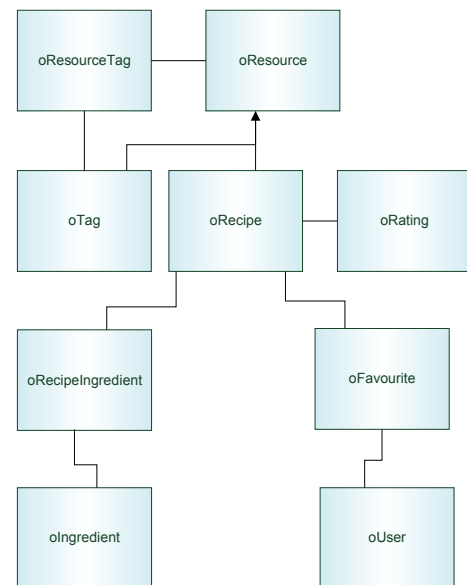 oResourceTag
oResource
oTag
oRecipe
oRating
oRecipeIngredient
oFavourite
oIngredient
oUser